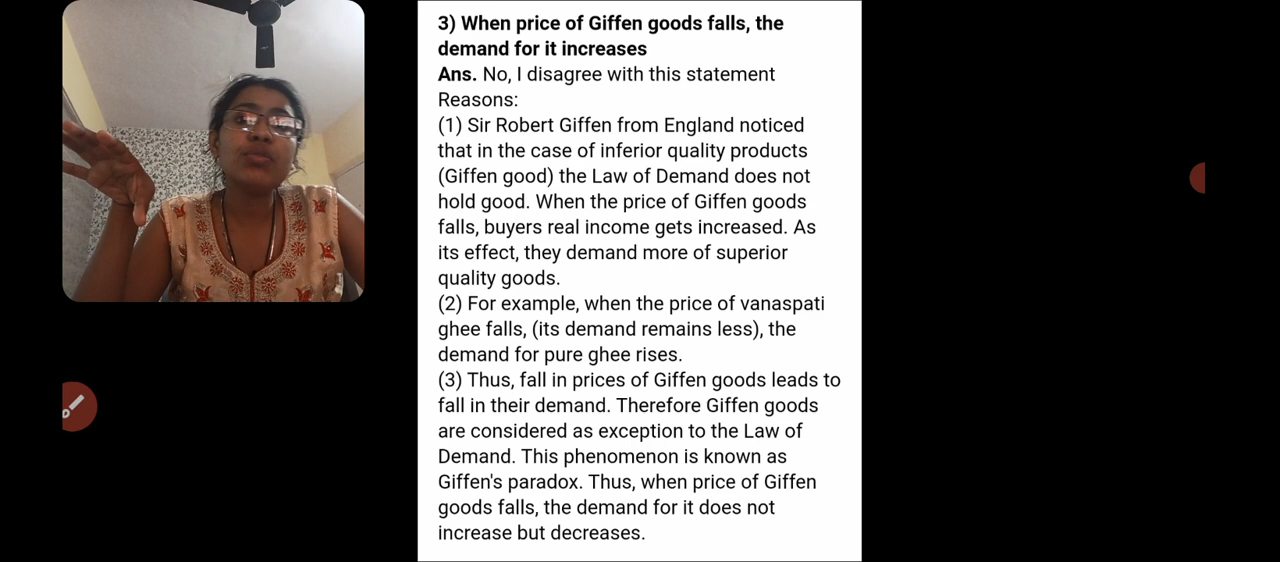 3) When price of Giffen goods falls, the
demand for it increases
Ans. No, I disagree with this statement
Reasons:
(1) Sir Robert Giffen from England noticed
that in the case of inferior quality products
(Giffen good) the Law of Demand does not
hold good. When the price of Giffen goods
falls, buyers real income gets increased. As
its effect, they demand more of superior
quality goods.
(2) For example, when the price of vanaspati
ghee falls, (its demand remains less), the
demand for pure ghee rises.
(3) Thus, fall in prices of Giffen goods leads to
fall in their demand. Therefore Giffen goods
are considered as exception to the Law of
Demand. This phenomenon is known as
Giffen's paradox. Thus, when price of Giffen
goods falls, the demand for it does not
increase but decreases.